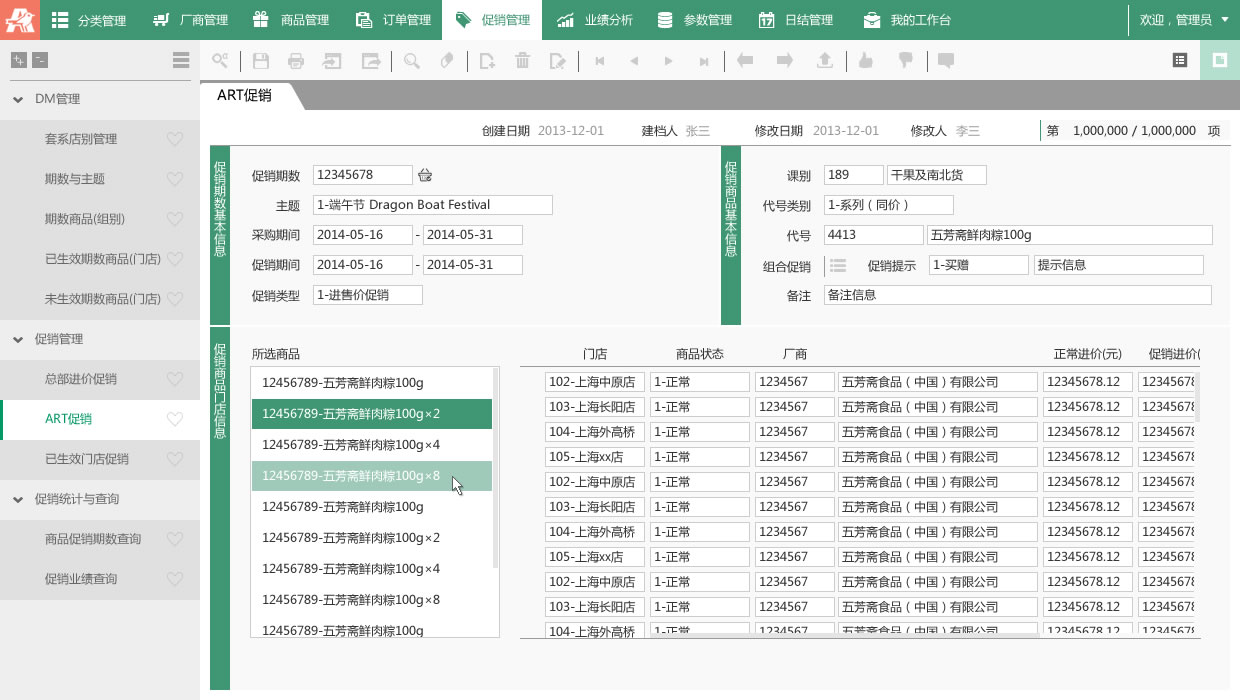 分类管理 厂商管理 商品管理 订单管理 促销管理 业绩分析 参数管理 日结管理 我的工作台 欢迎，管理员
DM管理
套系店别管理
期数与主题
期数商品(组别)
已生效期数商品(门店)
未生效期数商品(门店)
促销管理
总部进价促销
ART促销
已生效门店促销
促销统计与查询
商品促销期数查询
促销业绩查询
ART促销
创建日期 2013-12-01 建档人 张三 修改日期 2013-12-01 修改人 李三 第 1,000,000 / 1,000,000 项
促销期数基本信息
促销期数 12345678
主题 1-端午节 Dragon Boat Festival
采购期间 2014-05-16 - 2014-05-31
促销期间 2014-05-16 - 2014-05-31
促销类型 1-进售价促销
促销商品基本信息
课别 189 干果及南北货
代号类别 1-系列（同价）
代号 4413 五芳斋鲜肉粽100g
组合促销 促销提示 1-买赠 提示信息
备注 备注信息
促销商品门店信息
所选商品
12456789-五芳斋鲜肉粽100g
12456789-五芳斋鲜肉粽100g×2
12456789-五芳斋鲜肉粽100g×4
12456789-五芳斋鲜肉粽100g×8
12456789-五芳斋鲜肉粽100g
12456789-五芳斋鲜肉粽100g×2
12456789-五芳斋鲜肉粽100g×4
12456789-五芳斋鲜肉粽100g×8
12456789-五芳斋鲜肉粽100g
门店 商品状态 厂商 正常进价(元) 促销进价(
102-上海中原店 1-正常 1234567 五芳斋食品（中国）有限公司 12345678.12 1234567
103-上海长阳店 1-正常 1234567 五芳斋食品（中国）有限公司 12345678.12 1234567
104-上海外高桥 1-正常 1234567 五芳斋食品（中国）有限公司 12345678.12 1234567
105-上海xx店 1-正常 1234567 五芳斋食品（中国）有限公司 12345678.12 1234567
102-上海中原店 1-正常 1234567 五芳斋食品（中国）有限公司 12345678.12 1234567
103-上海长阳店 1-正常 1234567 五芳斋食品（中国）有限公司 12345678.12 1234567
104-上海外高桥 1-正常 1234567 五芳斋食品（中国）有限公司 12345678.12 1234567
105-上海xx店 1-正常 1234567 五芳斋食品（中国）有限公司 12345678.12 1234567
102-上海中原店 1-正常 1234567 五芳斋食品（中国）有限公司 12345678.12 1234567
103-上海长阳店 1-正常 1234567 五芳斋食品（中国）有限公司 12345678.12 1234567
104-上海外高桥 1-正常 1234567 五芳斋食品（中国）有限公司 12345678.12 1234567